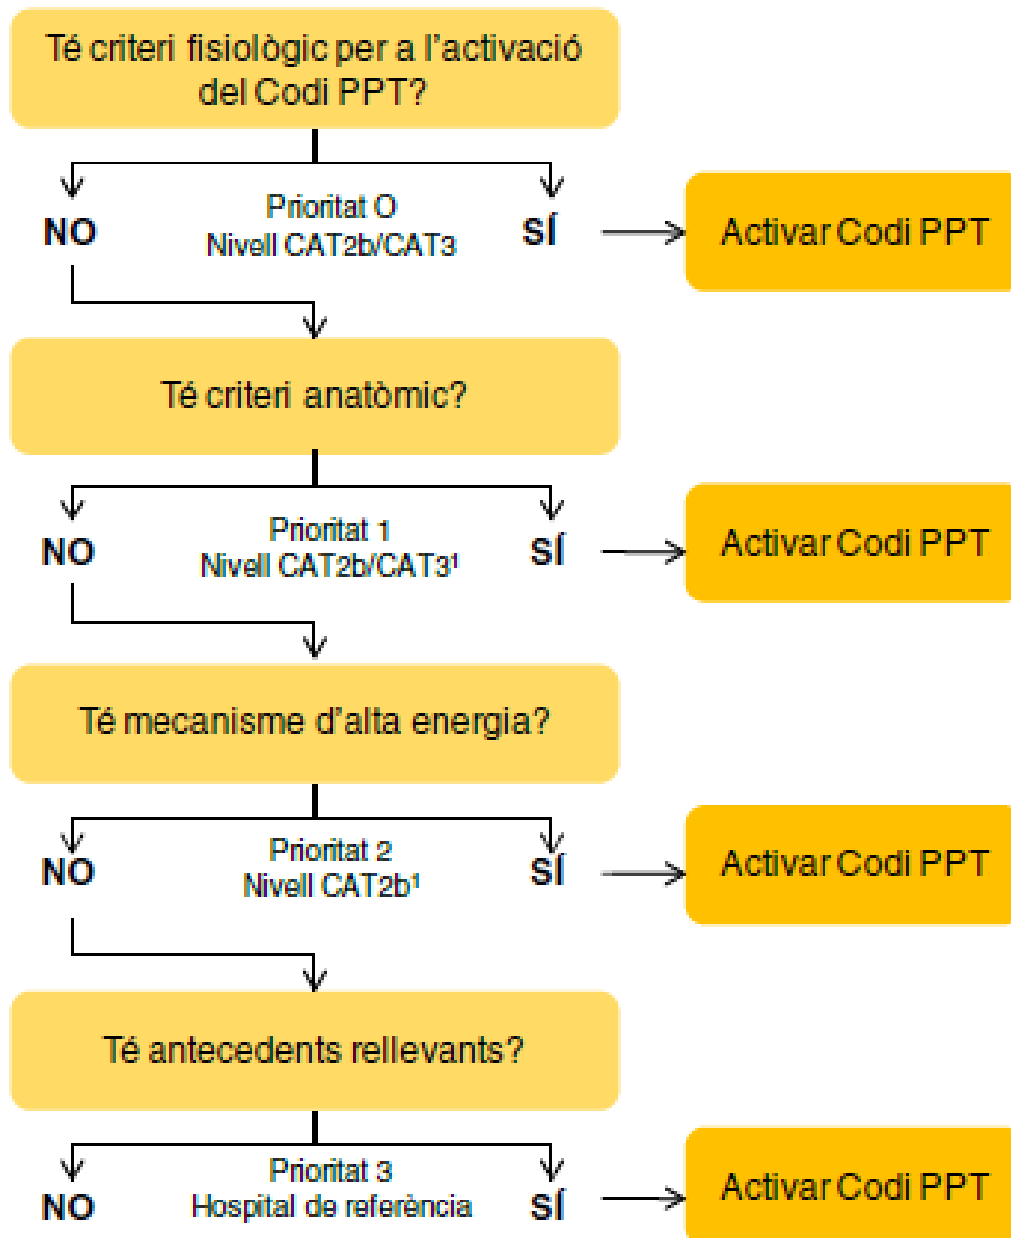 Té criteri fisiològic per a l’activació
del Codi PPT?
NO
Prioritat O
Nivell CAT2b/CAT3
SÍ
Activar Codi PPT
Té criteri anatòmic?
NO
Prioritat 1
Nivell CAT2b/CAT3¹
SÍ
Activar Codi PPT
Té mecanisme d’alta energia?
NO
Prioritat 2
Nivell CAT2b¹
SÍ
Activar Codi PPT
Té antecedents rellevants?
NO
Prioritat 3
Hospital de referència
SÍ
Activar Codi PPT